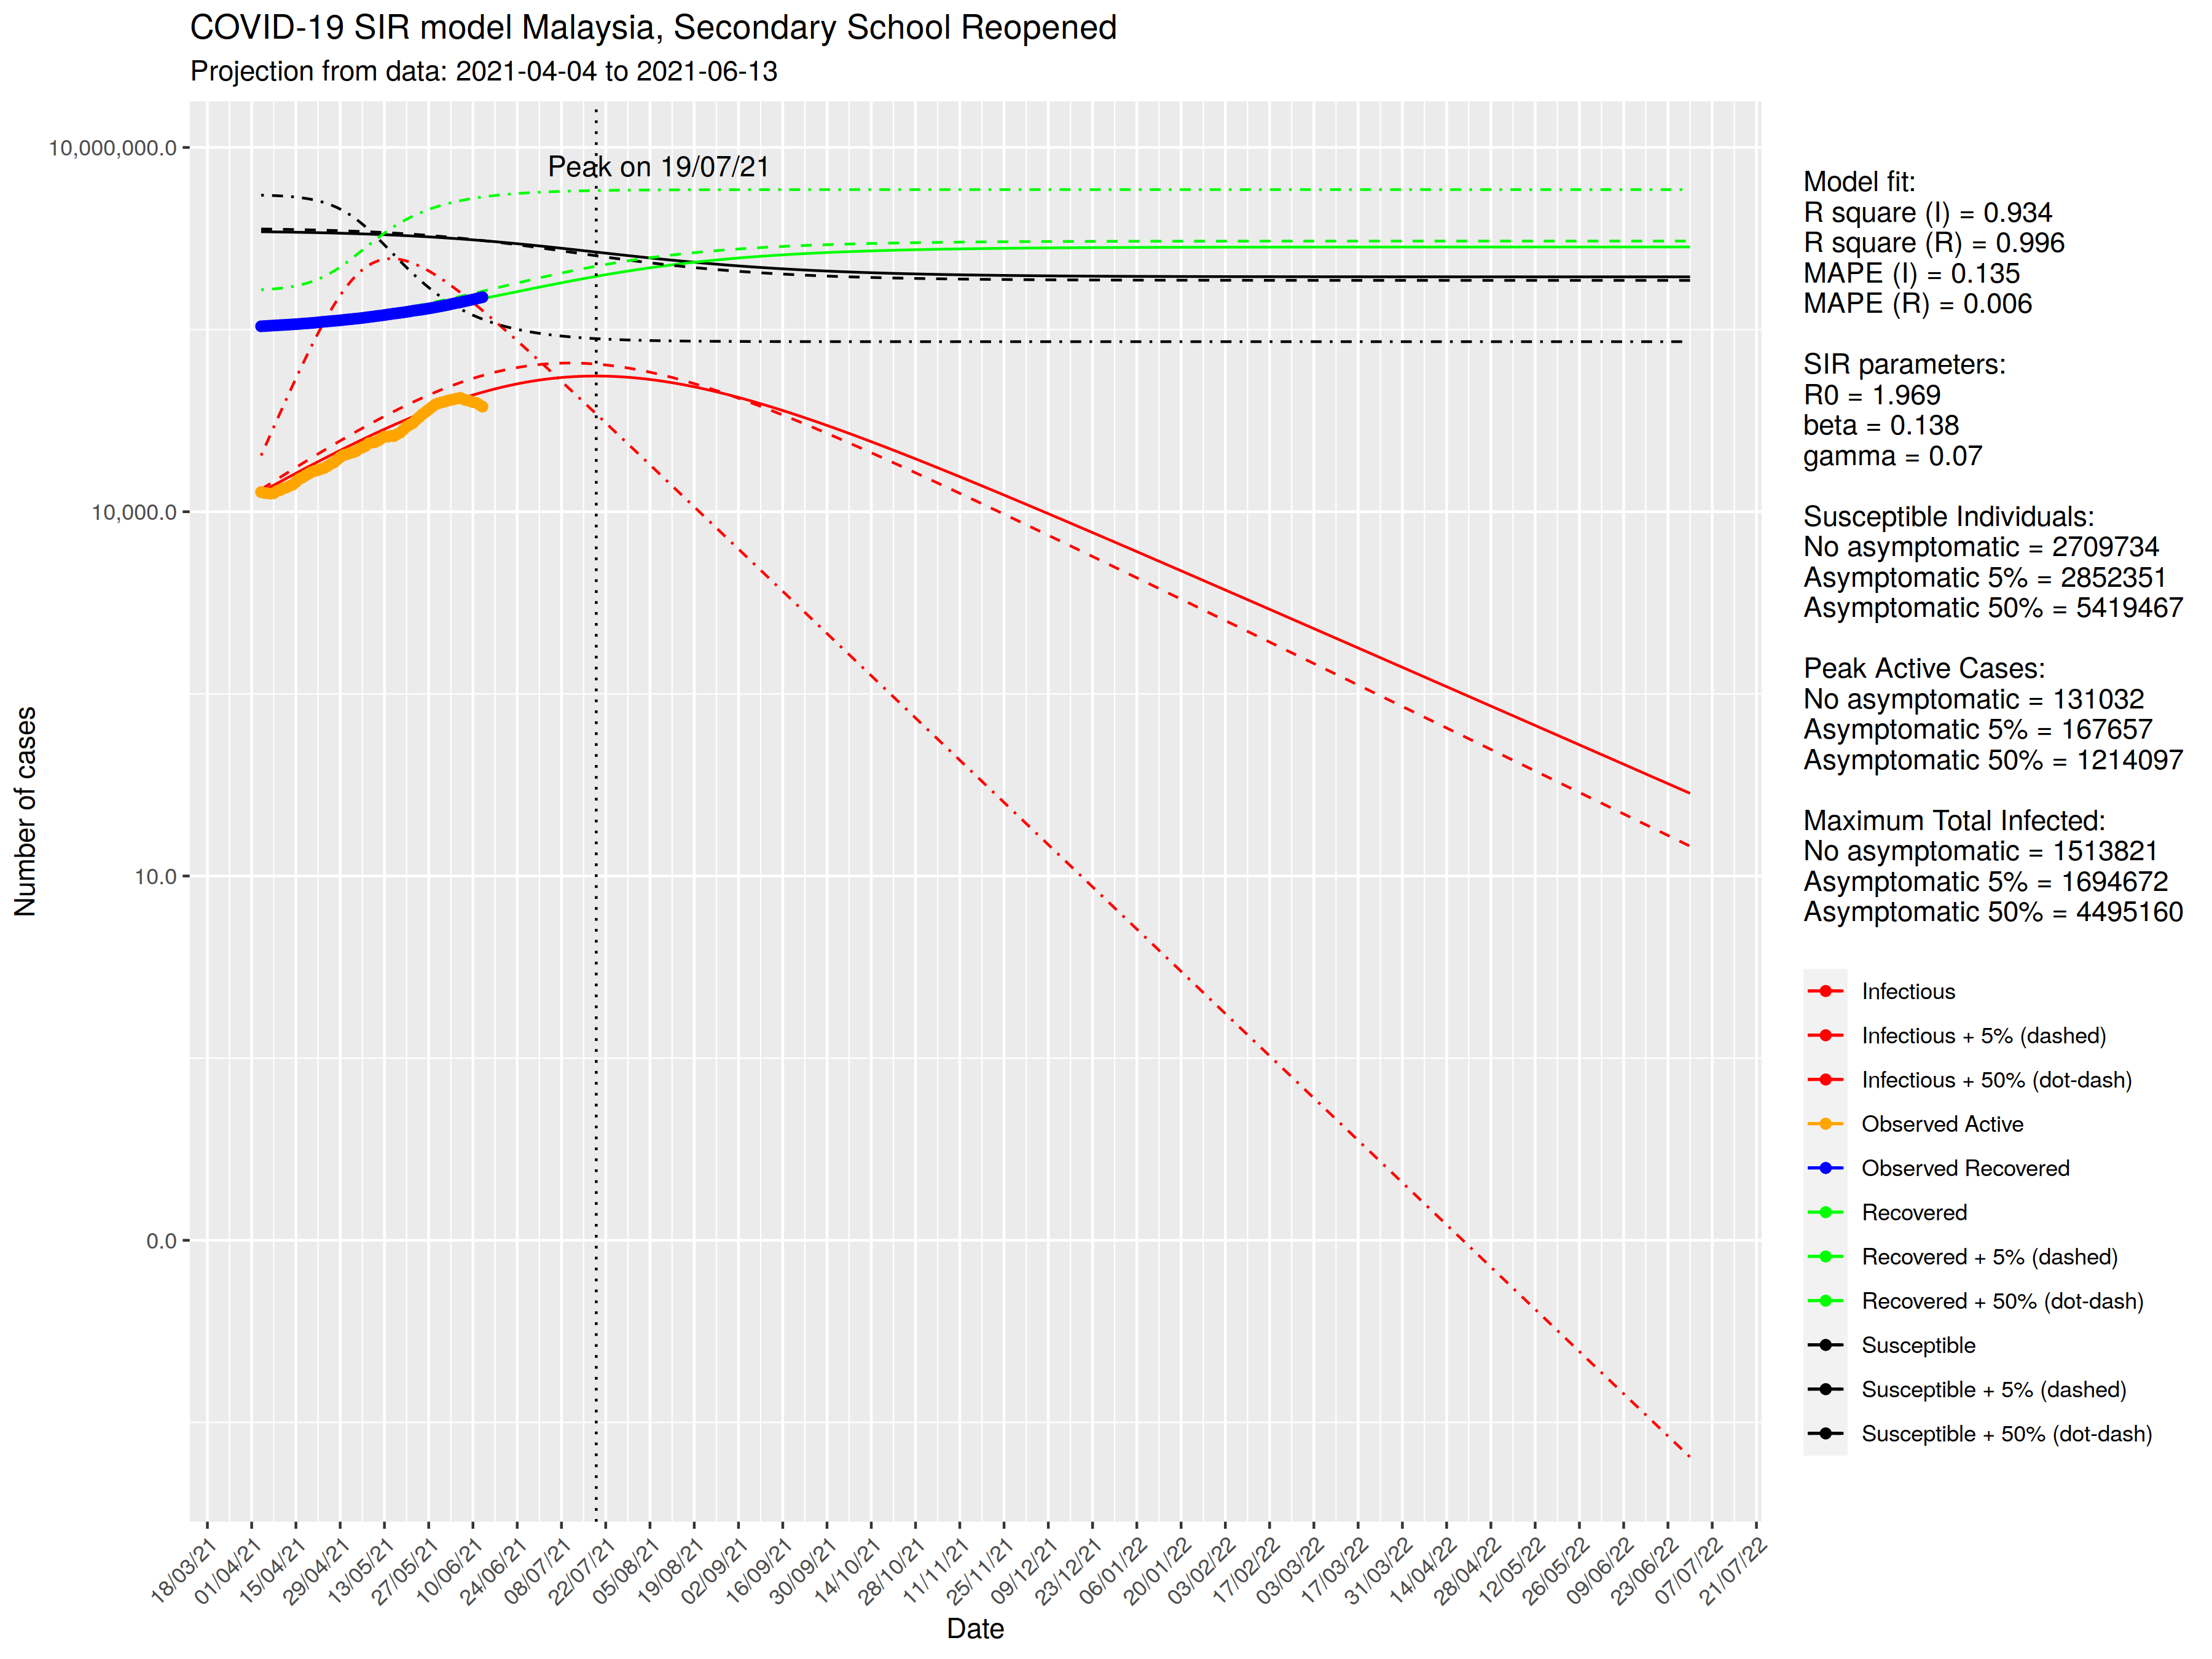 COVID-19 SIR model Malaysia, Secondary School Reopened
Projection from data: 2021-04-04 to 2021-06-13
Peak on 19/07/21
10,000,000.0
10,000.0
10.0
0.0
Number of cases
18/03/21
01/04/21
15/04/21
29/04/21
13/05/21
27/05/21
10/06/21
24/06/21
08/07/21
22/07/21
05/08/21
19/08/21
02/09/21
16/09/21
30/09/21
14/10/21
28/10/21
11/11/21
25/11/21
09/12/21
23/12/21
06/01/22
20/01/22
03/02/22
17/02/22
03/03/22
17/03/22
31/03/22
14/04/22
28/04/22
12/05/22
26/05/22
09/06/22
23/06/22
07/07/22
21/07/22
Date
Model fit:
R square (I) = 0.934
R square (R) = 0.996
MAPE (I) = 0.135
MAPE (R) = 0.006
SIR parameters:
R0 = 1.969
beta = 0.138
gamma = 0.07
Susceptible Individuals:
No asymptomatic = 2709734
Asymptomatic 5% = 2852351
Asymptomatic 50% = 5419467
Peak Active Cases:
No asymptomatic = 131032
Asymptomatic 5% = 167657
Asymptomatic 50% = 1214097
Maximum Total Infected:
No asymptomatic = 1513821
Asymptomatic 5% = 1694672
Asymptomatic 50% = 4495160
Infectious
Infectious + 5% (dashed)
Infectious + 50% (dot-dash)
Observed Active
Observed Recovered
Recovered
Recovered + 5% (dashed)
Recovered + 50% (dot-dash)
Susceptible
Susceptible + 5% (dashed)
Susceptible + 50% (dot-dash)